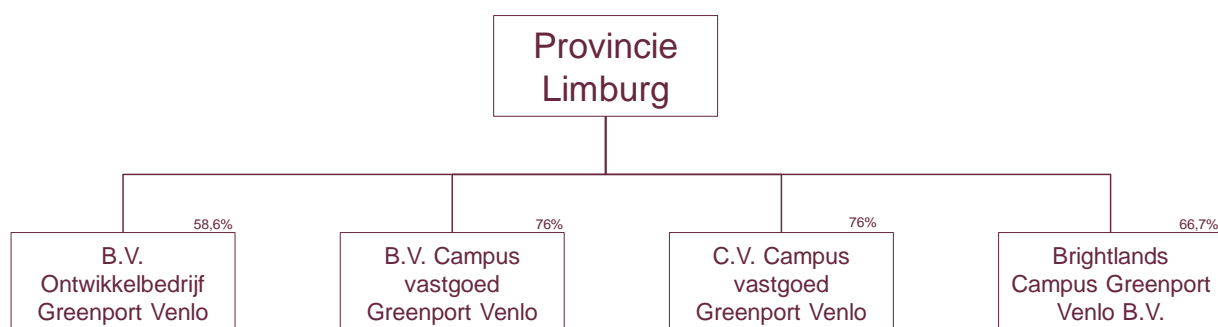 Provincie
Limburg
58,6%
B.V.
Ontwikkelbedrijf
Greenport Venlo
76%
B.V. Campus
vastgoed
Greenport Venlo
76%
C.V. Campus
vastgoed
Greenport Venlo
66,7%
Brightlands
Campus Greenport
Venlo B.V.